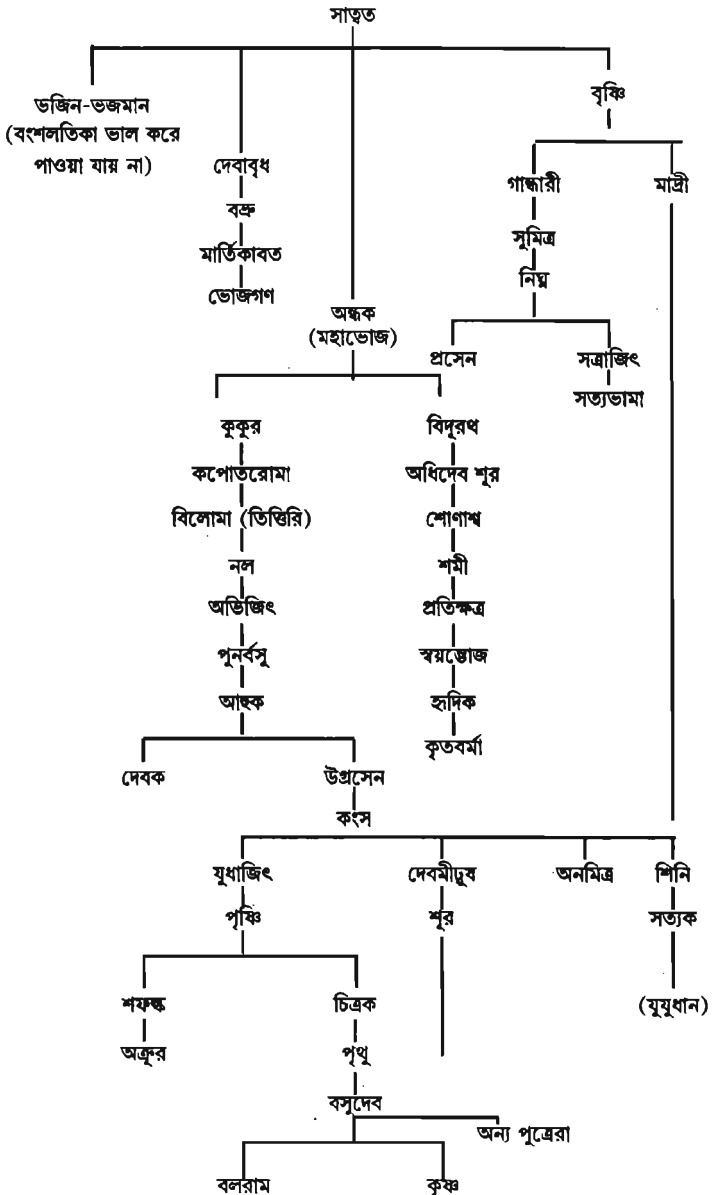 সাত্বত
ভজিন-ভজমান
(বংশলতিকা ভাল করে
পাওয়া যায় না)
দেবাবৃধ
বভ্রু
মার্তিকাবত
ভোজগণ
অন্ধক
(মহাভোজ)
বৃষ্ণি
গান্ধারী
মাদ্রী
সুমিত্র
নিঘ্ন
প্রসেন
সত্রাজিৎ
সত্যভামা
কুকুর
কপোতরোমা
বিলোমা (তিত্তিরি)
নল
অভিজিৎ
পুনর্বসু
আহুক
দেবক
উগ্রসেন
কংস
বিদূরথ
অধিদেব শূর
শোণাশ্ব
শমী
প্রতিক্ষত্র
স্বয়ম্ভোজ
হৃদিক
কৃতবর্মা
যুধাজিৎ
দেবমীঢ়ুষ
অনমিত্র
শিনি
পৃষ্ণি
শূর
সত্যক
শফল্ক
চিত্রক
(যুযুধান)
অক্রূর
পৃথু
বসুদেব
অন্য পুত্রেরা
বলরাম
কৃষ্ণ